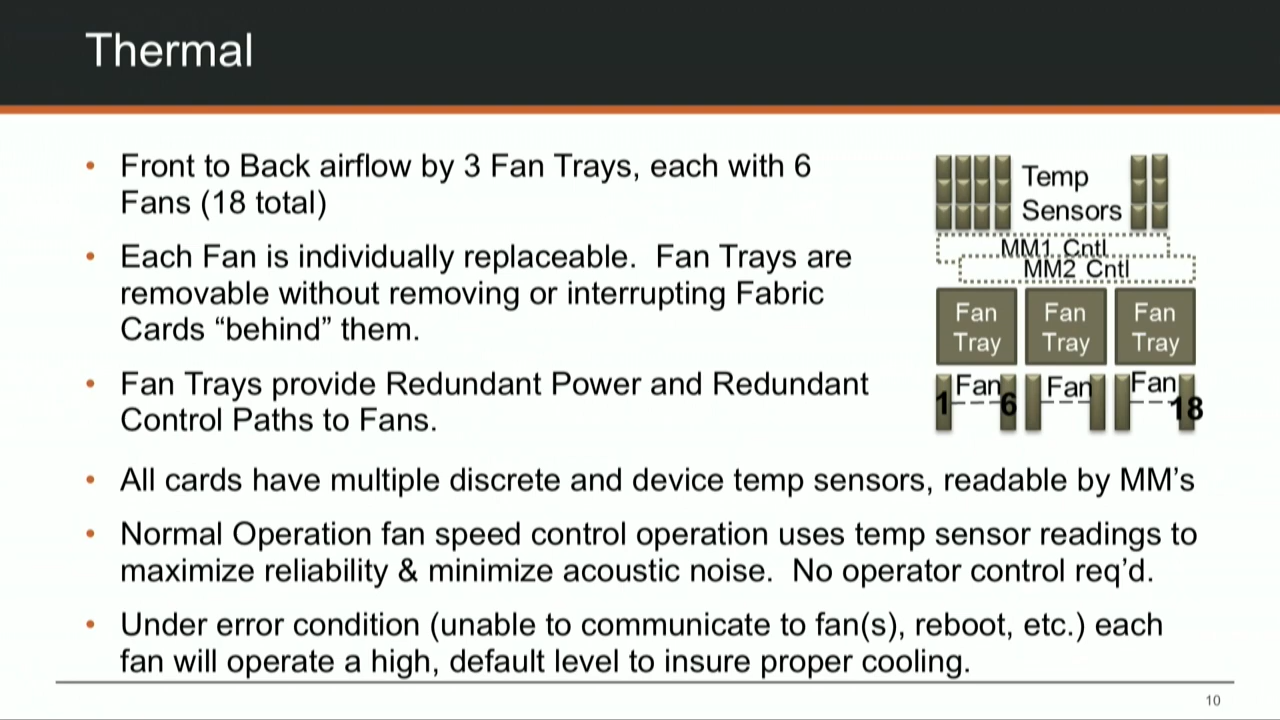 Thermal
• Front to Back airflow by 3 Fan Trays, each with 6
Fans (18 total)
• Each Fan is individually replaceable.  Fan Trays are
removable without removing or interrupting Fabric
Cards “behind” them.
• Fan Trays provide Redundant Power and Redundant
Control Paths to Fans.
• All cards have multiple discrete and device temp sensors, readable by MM’s
• Normal Operation fan speed control operation uses temp sensor readings to
maximize reliability & minimize acoustic noise.  No operator control req’d.
• Under error condition (unable to communicate to fan(s), reboot, etc.) each
fan will operate a high, default level to insure proper cooling.
Temp
Sensors
MM1 Cntl
MM2 Cntl
Fan
Tray
Fan
Tray
Fan
Tray
1 Fan 6
Fan
Fan 18
10